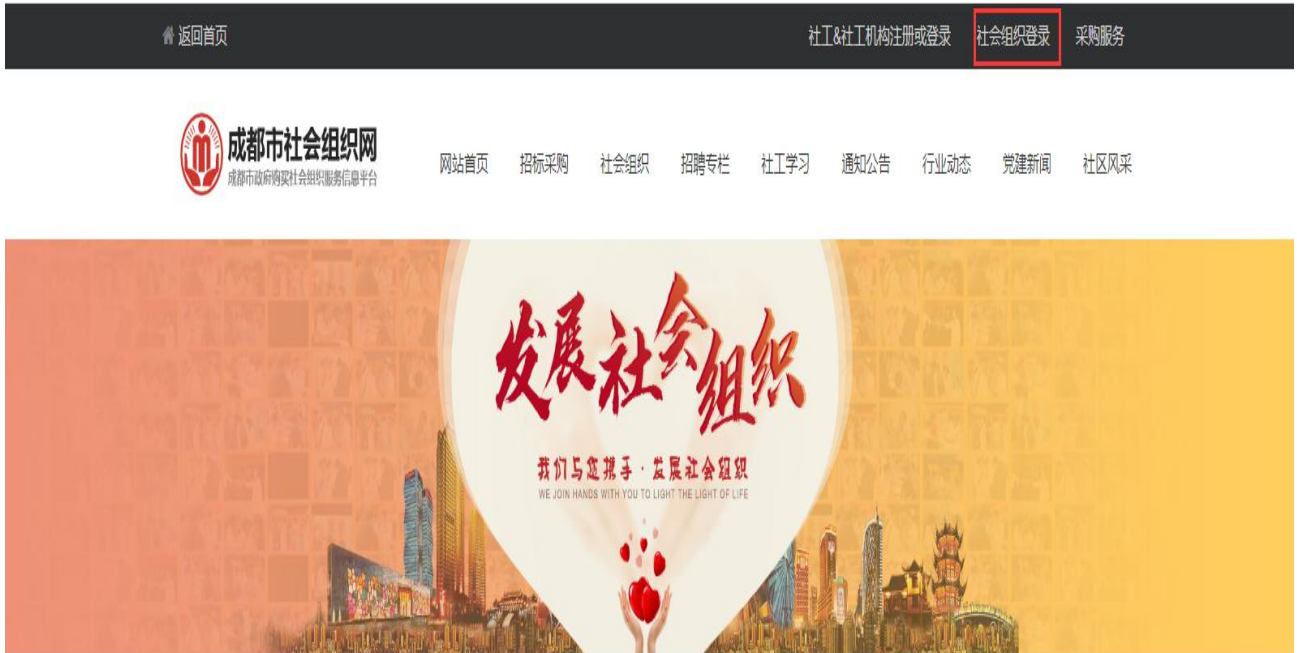 返回首页 社工&社工机构注册或登录 社会组织登录 采购服务
成都市社会组织网
成都市政府购买社会组织服务信息平台
网站首页 招标采购 社会组织 招聘专栏 社工学习 通知公告 行业动态 党建新闻 社区风采
发展社会组织
我们与您携手·发展社会组织
WE JOIN HANDS WITH YOU TO LIGHT THE LIGHT OF LIFE